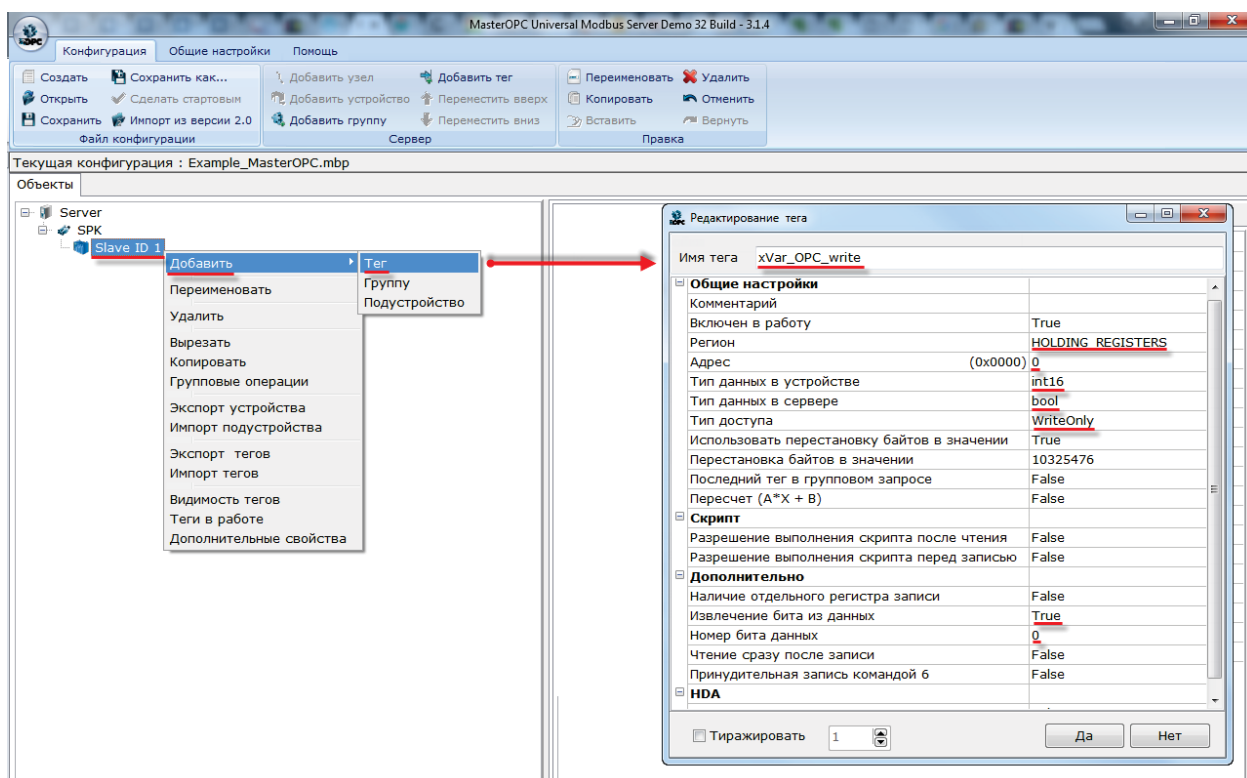 MasterOPC Universal Modbus Server Demo 32 Build - 3.1.4
Конфигурация Общие настройки Помощь
Создать Сохранить как... Добавить узел Добавить тег Переименовать Удалить
Открыть Сделать стартовым Добавить устройство Переместить вверх Копировать Отменить
Сохранить Импорт из версии 2.0 Добавить группу Переместить вниз Вставить Вернуть
Файл конфигурации Сервер Правка
Текущая конфигурация : Example_MasterOPC.mbp
Объекты
Server
SPK
Slave ID 1
Добавить
Переименовать
Удалить
Вырезать
Копировать
Групповые операции
Экспорт устройства
Импорт подустройства
Экспорт тегов
Импорт тегов
Видимость тегов
Теги в работе
Дополнительные свойства
Тег
Группу
Подустройство
Редактирование тега
Имя тега xVar_OPC_write
Общие настройки
Комментарий
Включен в работу True
Регион HOLDING_REGISTERS
Адрес (0x0000) 0
Тип данных в устройстве int16
Тип данных в сервере bool
Тип доступа WriteOnly
Использовать перестановку байтов в значении True
Перестановка байтов в значении 10325476
Последний тег в групповом запросе False
Пересчет (A*X + B) False
Скрипт
Разрешение выполнения скрипта после чтения False
Разрешение выполнения скрипта перед записью False
Дополнительно
Наличие отдельного регистра записи False
Извлечение бита из данных True
Номер бита данных 0
Чтение сразу после записи False
Принудительная запись командой 6 False
HDA
Тиражировать 1 Да Нет